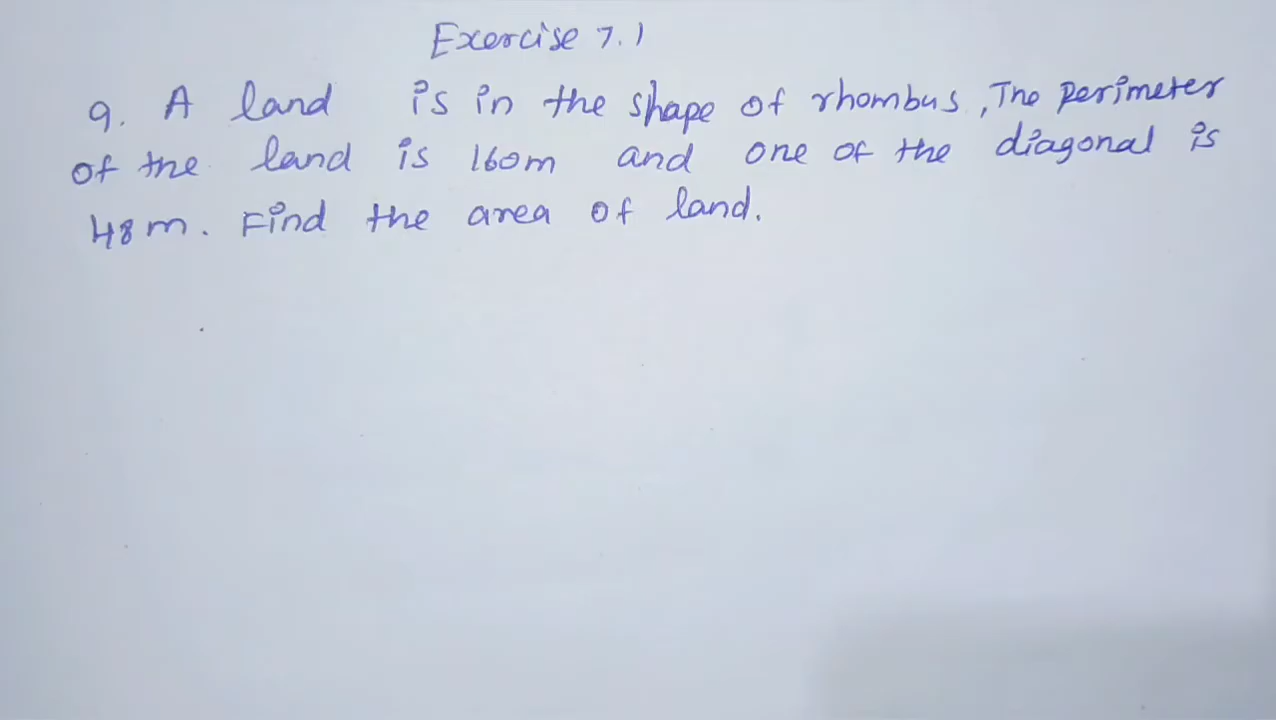 Exercise 7.1
9. A land is in the shape of rhombus, The perimeter
of the land is 160m and one of the diagonal is
48m. Find the area of land.